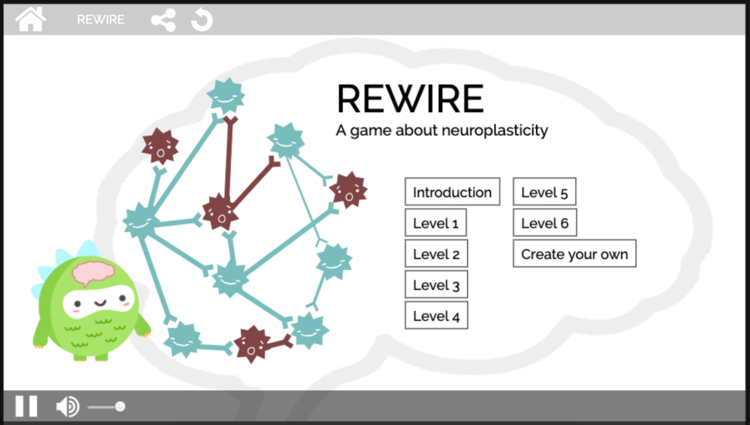 REWIRE
REWIRE
A game about neuroplasticity
Introduction
Level 1
Level 2
Level 3
Level 4
Level 5
Level 6
Create your own